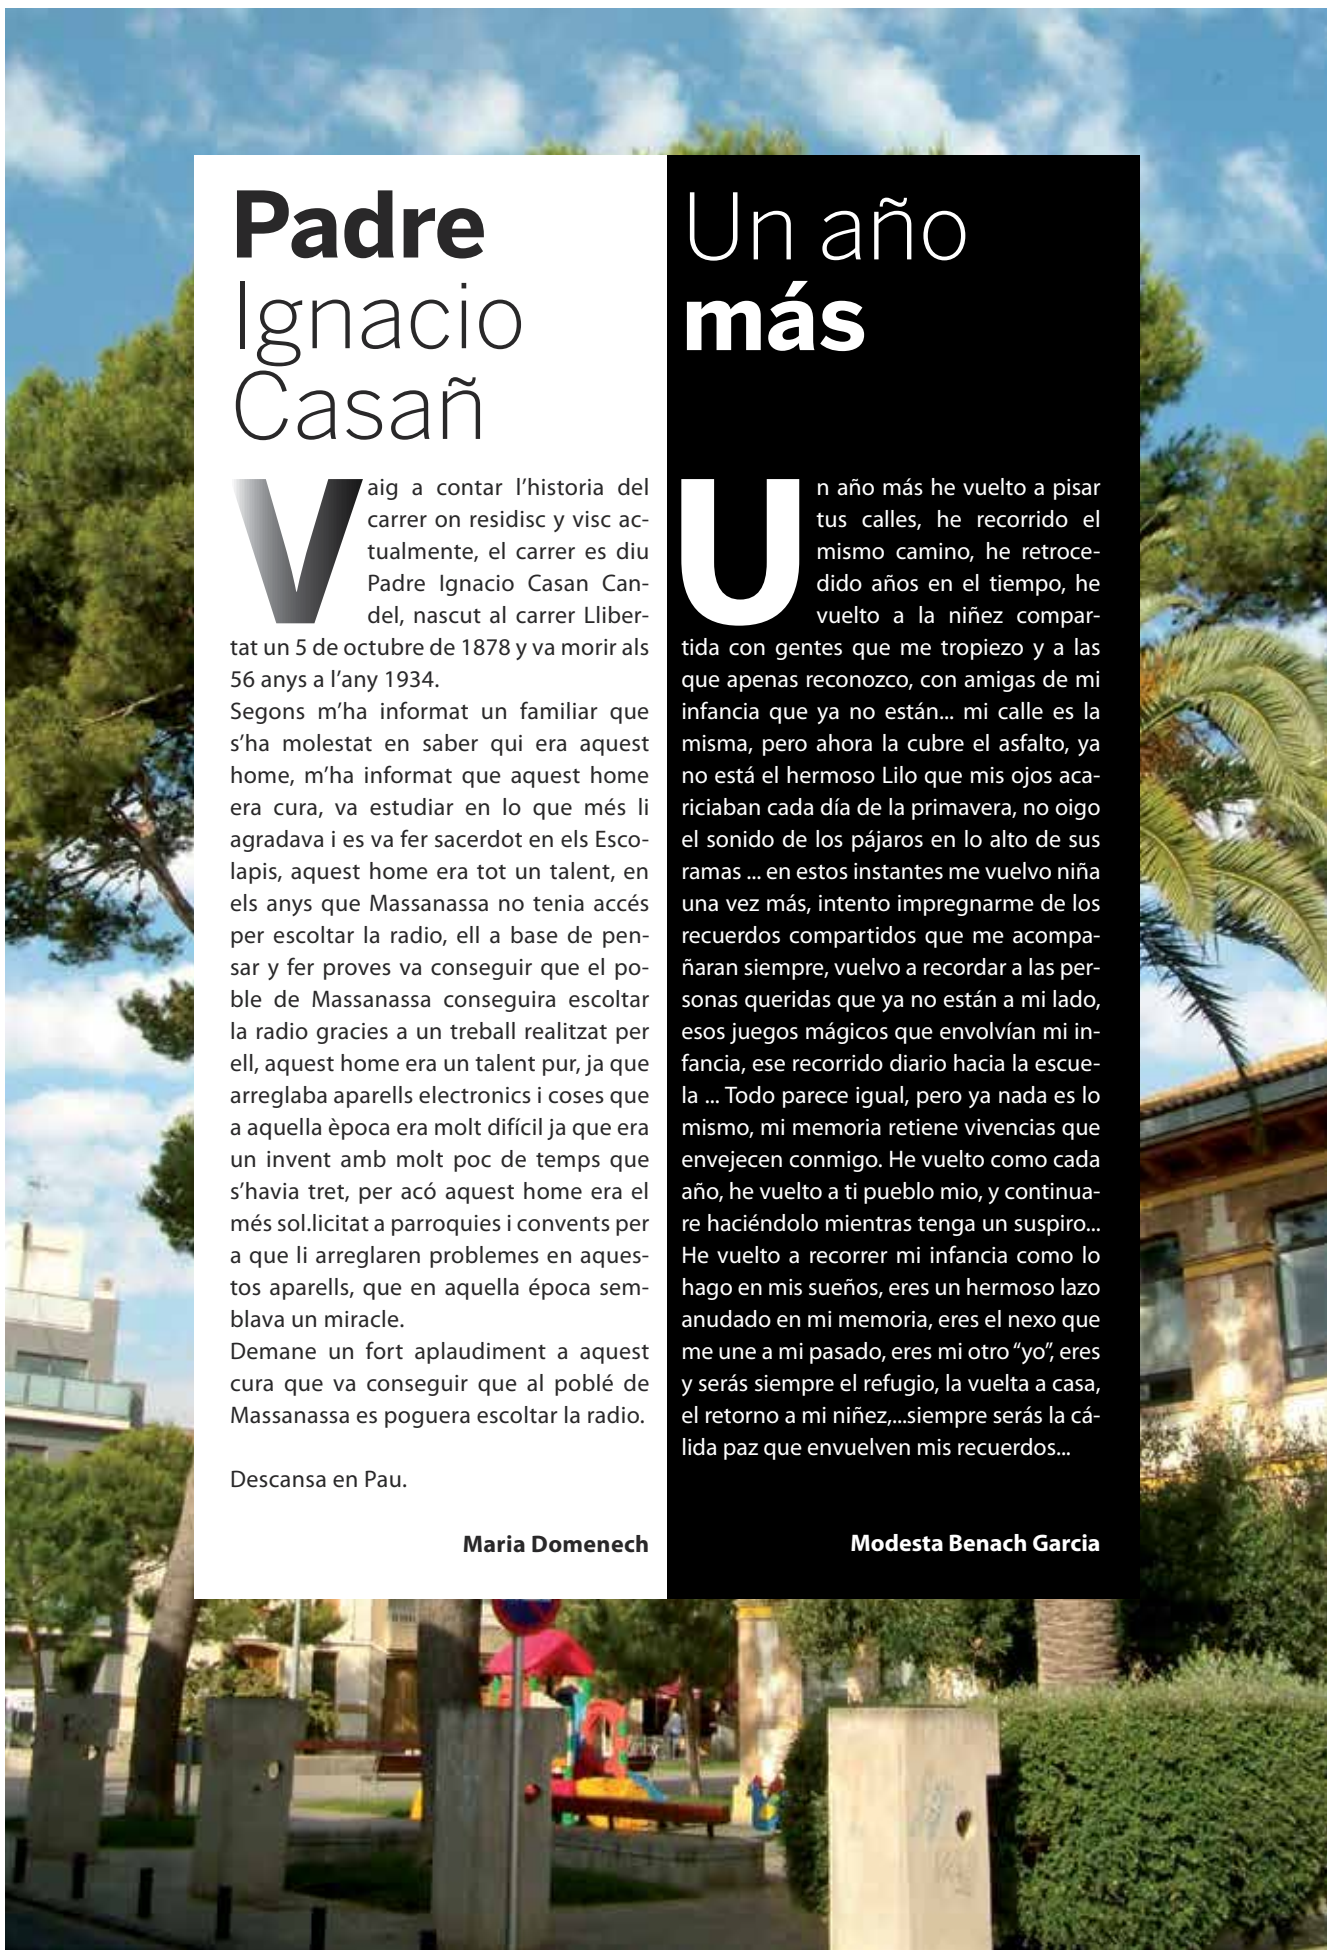 Padre
Ignacio
Casañ
Vaig a contar l'historia del
carrer on residisc y visc ac-
tualmente, el carrer es diu
Padre Ignacio Casan Can-
del, nascut al carrer Lliber-
tat un 5 de octubre de 1878 y va morir als
56 anys a l'any 1934.
Segons m'ha informat un familiar que
s'ha molestat en saber qui era aquest
home, m'ha informat que aquest home
era cura, va estudiar en lo que més li
agradava i es va fer sacerdot en els Esco-
lapis, aquest home era tot un talent, en
els anys que Massanassa no tenia accés
per escoltar la radio, ell a base de pen-
sar y fer proves va conseguir que el po-
ble de Massanassa conseguira escoltar
la radio gracies a un treball realitzat per
ell, aquest home era un talent pur, ja que
arreglaba aparells electronics i coses que
a aquella època era molt difícil ja que era
un invent amb molt poc de temps que
s'havia tret, per acó aquest home era el
més sol.licitat a parroquies i convents per
a que li arreglaren problemes en aques-
tos aparells, que en aquella época sem-
blava un miracle.
Demane un fort aplaudiment a aquest
cura que va conseguir que al poblé de
Massanassa es poguera escoltar la radio.
Descansa en Pau.
Maria Domenech
Un año
más
Un año más he vuelto a pisar
tus calles, he recorrido el
mismo camino, he retroce-
dido años en el tiempo, he
vuelto a la niñez compar-
tida con gentes que me tropiezo y a las
que apenas reconozco, con amigas de mi
infancia que ya no están... mi calle es la
misma, pero ahora la cubre el asfalto, ya
no está el hermoso Lilo que mis ojos aca-
riciaban cada día de la primavera, no oigo
el sonido de los pájaros en lo alto de sus
ramas ... en estos instantes me vuelvo niña
una vez más, intento impregnarme de los
recuerdos compartidos que me acompa-
ñaran siempre, vuelvo a recordar a las per-
sonas queridas que ya no están a mi lado,
esos juegos mágicos que envolvían mi in-
fancia, ese recorrido diario hacia la escue-
la ... Todo parece igual, pero ya nada es lo
mismo, mi memoria retiene vivencias que
envejecen conmigo. He vuelto como cada
año, he vuelto a ti pueblo mio, y continua-
re haciéndolo mientras tenga un suspiro...
He vuelto a recorrer mi infancia como lo
hago en mis sueños, eres un hermoso lazo
anudado en mi memoria, eres el nexo que
me une a mi pasado, eres mi otro “yo”, eres
y serás siempre el refugio, la vuelta a casa,
el retorno a mi niñez,...siempre serás la cá-
lida paz que envuelven mis recuerdos...
Modesta Benach Garcia